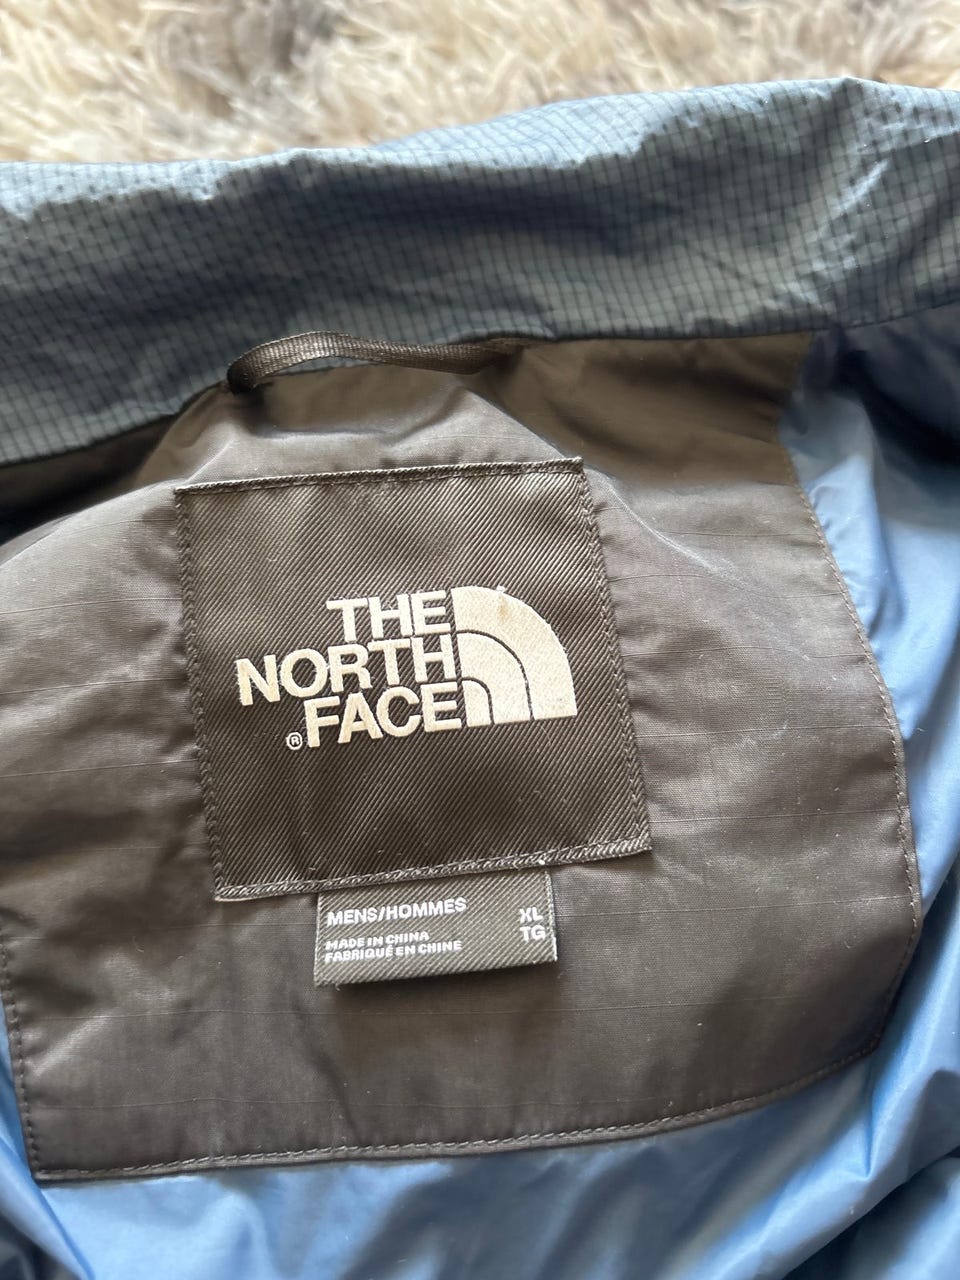 THE
NORTH
® FACE
MENS/HOMMES XL
TG
MADE IN CHINA
FABRIQUÉ EN CHINE